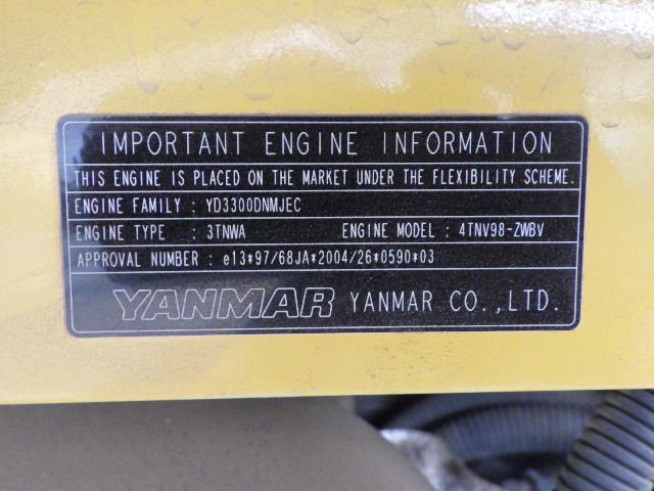 IMPORTANT ENGINE INFORMATION
THIS ENGINE IS PLACED ON THE MARKET UNDER THE FLEXIBILITY SCHEME.
ENGINE FAMILY : YD3300DNMJEC
ENGINE TYPE : 3TNWA ENGINE MODEL : 4TNV98-ZWBV
APPROVAL NUMBER : e13*97/68JA*2004/26*0590*03
YANMAR YANMAR CO.,LTD.